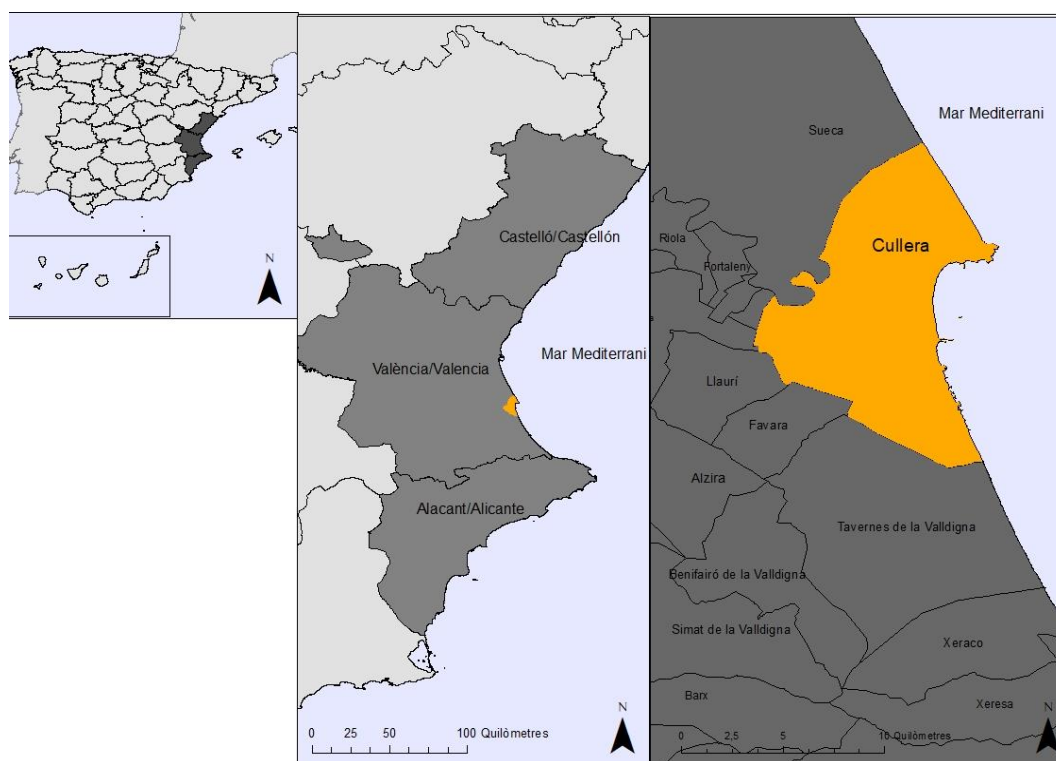 N
Castelló/Castellón
Mar Mediterrani
València/Valencia
Alacant/Alicante
N
0 25 50 100 Quilòmetres
Mar Mediterrani
Sueca
Cullera
Riola
Fortaleny
Llaurí
Favara
Alzira
Tavernes de la Valldigna
Benifairó de la Valldigna
Simat de la Valldigna
Xeraco
Barx
Xeresa
N
0 2,5 5 10 Quilòmetres